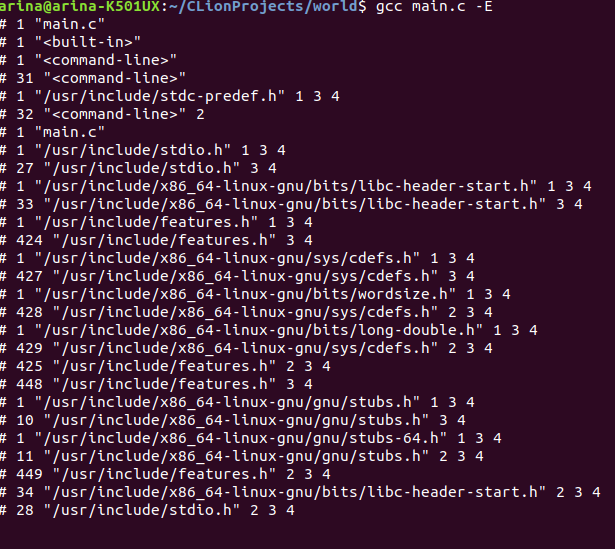 arina@arina-K501UX:~/CLionProjects/world$ gcc main.c -E
# 1 "main.c"
# 1 "<built-in>"
# 1 "<command-line>"
# 31 "<command-line>"
# 1 "/usr/include/stdc-predef.h" 1 3 4
# 32 "<command-line>" 2
# 1 "main.c"
# 1 "/usr/include/stdio.h" 1 3 4
# 27 "/usr/include/stdio.h" 3 4
# 1 "/usr/include/x86_64-linux-gnu/bits/libc-header-start.h" 1 3 4
# 33 "/usr/include/x86_64-linux-gnu/bits/libc-header-start.h" 3 4
# 1 "/usr/include/features.h" 1 3 4
# 424 "/usr/include/features.h" 3 4
# 1 "/usr/include/x86_64-linux-gnu/sys/cdefs.h" 1 3 4
# 427 "/usr/include/x86_64-linux-gnu/sys/cdefs.h" 3 4
# 1 "/usr/include/x86_64-linux-gnu/bits/wordsize.h" 1 3 4
# 428 "/usr/include/x86_64-linux-gnu/sys/cdefs.h" 2 3 4
# 1 "/usr/include/x86_64-linux-gnu/bits/long-double.h" 1 3 4
# 429 "/usr/include/x86_64-linux-gnu/sys/cdefs.h" 2 3 4
# 425 "/usr/include/features.h" 2 3 4
# 448 "/usr/include/features.h" 3 4
# 1 "/usr/include/x86_64-linux-gnu/gnu/stubs.h" 1 3 4
# 10 "/usr/include/x86_64-linux-gnu/gnu/stubs.h" 3 4
# 1 "/usr/include/x86_64-linux-gnu/gnu/stubs-64.h" 1 3 4
# 11 "/usr/include/x86_64-linux-gnu/gnu/stubs.h" 2 3 4
# 449 "/usr/include/features.h" 2 3 4
# 34 "/usr/include/x86_64-linux-gnu/bits/libc-header-start.h" 2 3 4
# 28 "/usr/include/stdio.h" 2 3 4